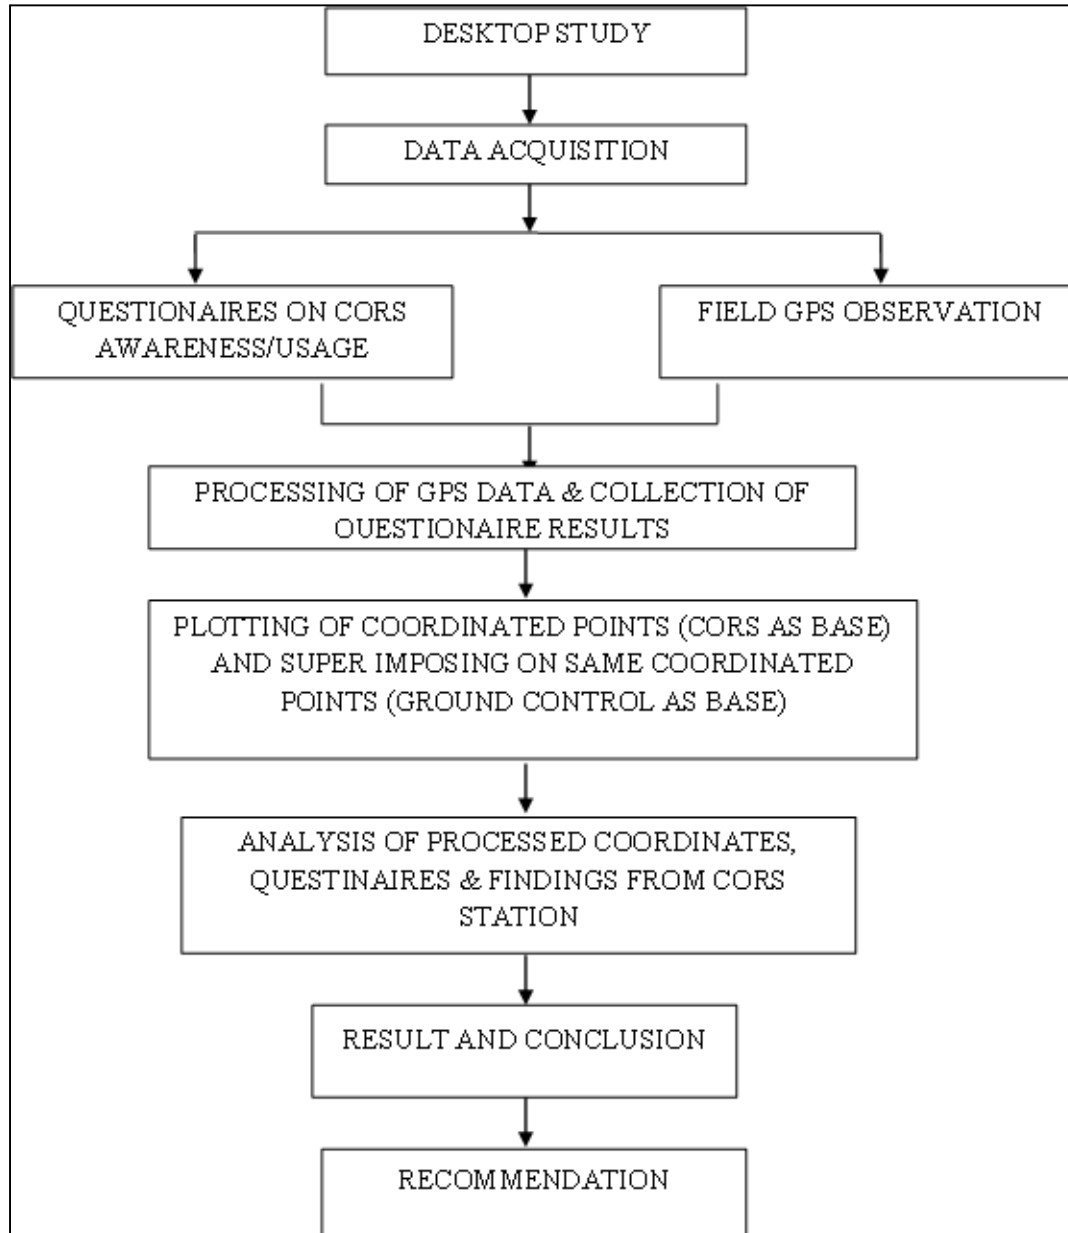 DESKTOP STUDY
DATA ACQUISITION
QUESTIONAIRES ON CORS
AWARENESS/USAGE
FIELD GPS OBSERVATION
PROCESSING OF GPS DATA & COLLECTION OF
QUESTIONAIRE RESULTS
PLOTTING OF COORDINATED POINTS (CORS AS BASE)
AND SUPER IMPOSING ON SAME COORDINATED
POINTS (GROUND CONTROL AS BASE)
ANALYSIS OF PROCESSED COORDINATES,
QUESTINAIRES & FINDINGS FROM CORS
STATION
RESULT AND CONCLUSION
RECOMMENDATION